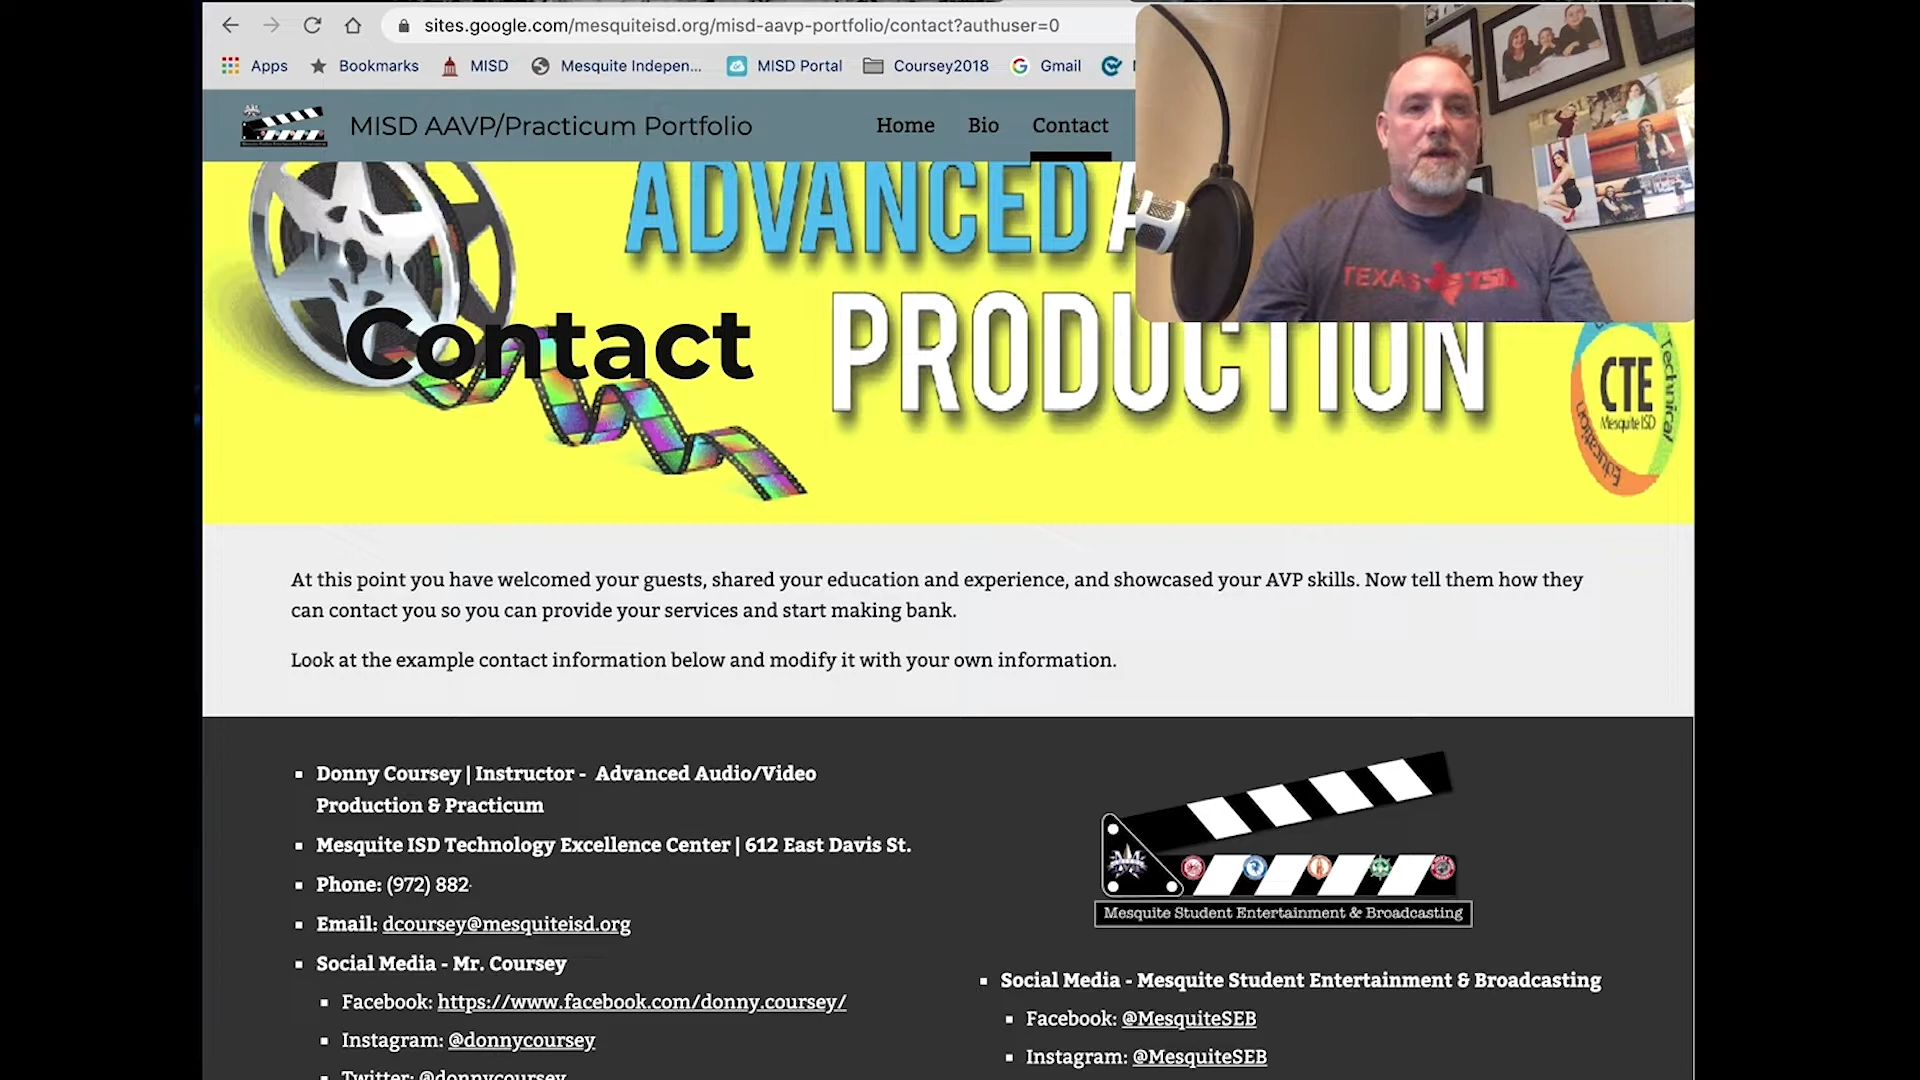 sites.google.com/mesquiteisd.org/misd-aavp-portfolio/contact?authuser=0
Apps Bookmarks MISD Mesquite Indepen... MISD Portal Coursey2018 Gmail
MISD AAVP/Practicum Portfolio Home Bio Contact
ADVANCED
PRODUCTION
Contact
TEXAS TSA
CTE
Mesquite ISD
Technical
Education
At this point you have welcomed your guests, shared your education and experience, and showcased your AVP skills. Now tell them how they
can contact you so you can provide your services and start making bank.
Look at the example contact information below and modify it with your own information.
Donny Coursey | Instructor - Advanced Audio/Video
Production & Practicum
Mesquite ISD Technology Excellence Center | 612 East Davis St.
Phone: (972) 882
Email: dcoursey@mesquiteisd.org
Social Media - Mr. Coursey
Facebook: https://www.facebook.com/donny.coursey/
Instagram: @donnycoursey
Twitter: @donnycoursey
Mesquite Student Entertainment & Broadcasting
Social Media - Mesquite Student Entertainment & Broadcasting
Facebook: @MesquiteSEB
Instagram: @MesquiteSEB